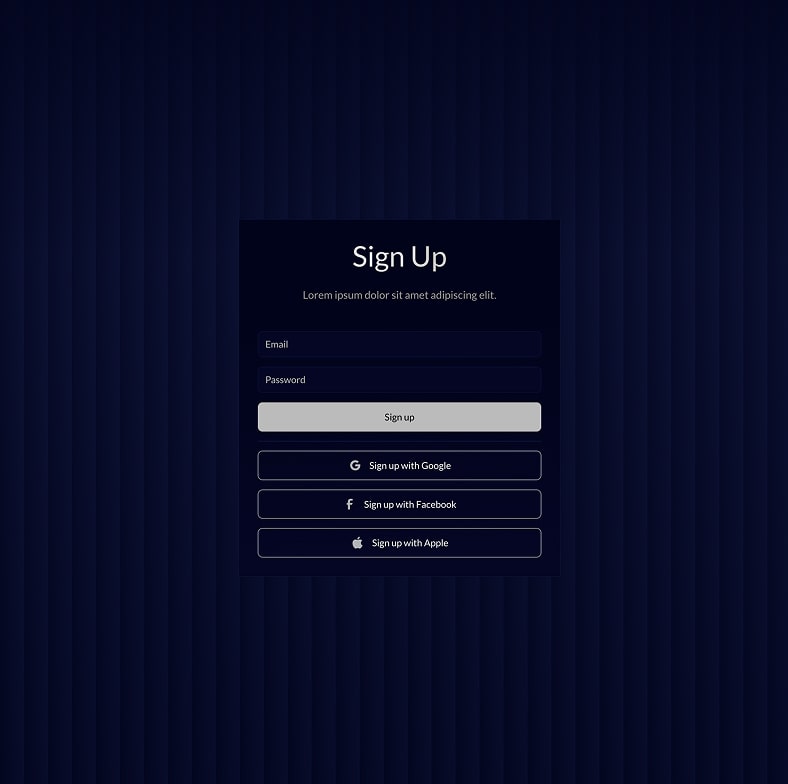 Sign Up
Lorem ipsum dolor sit amet adipiscing elit.
Email
Password
Sign up
Sign up with Google
Sign up with Facebook
Sign up with Apple